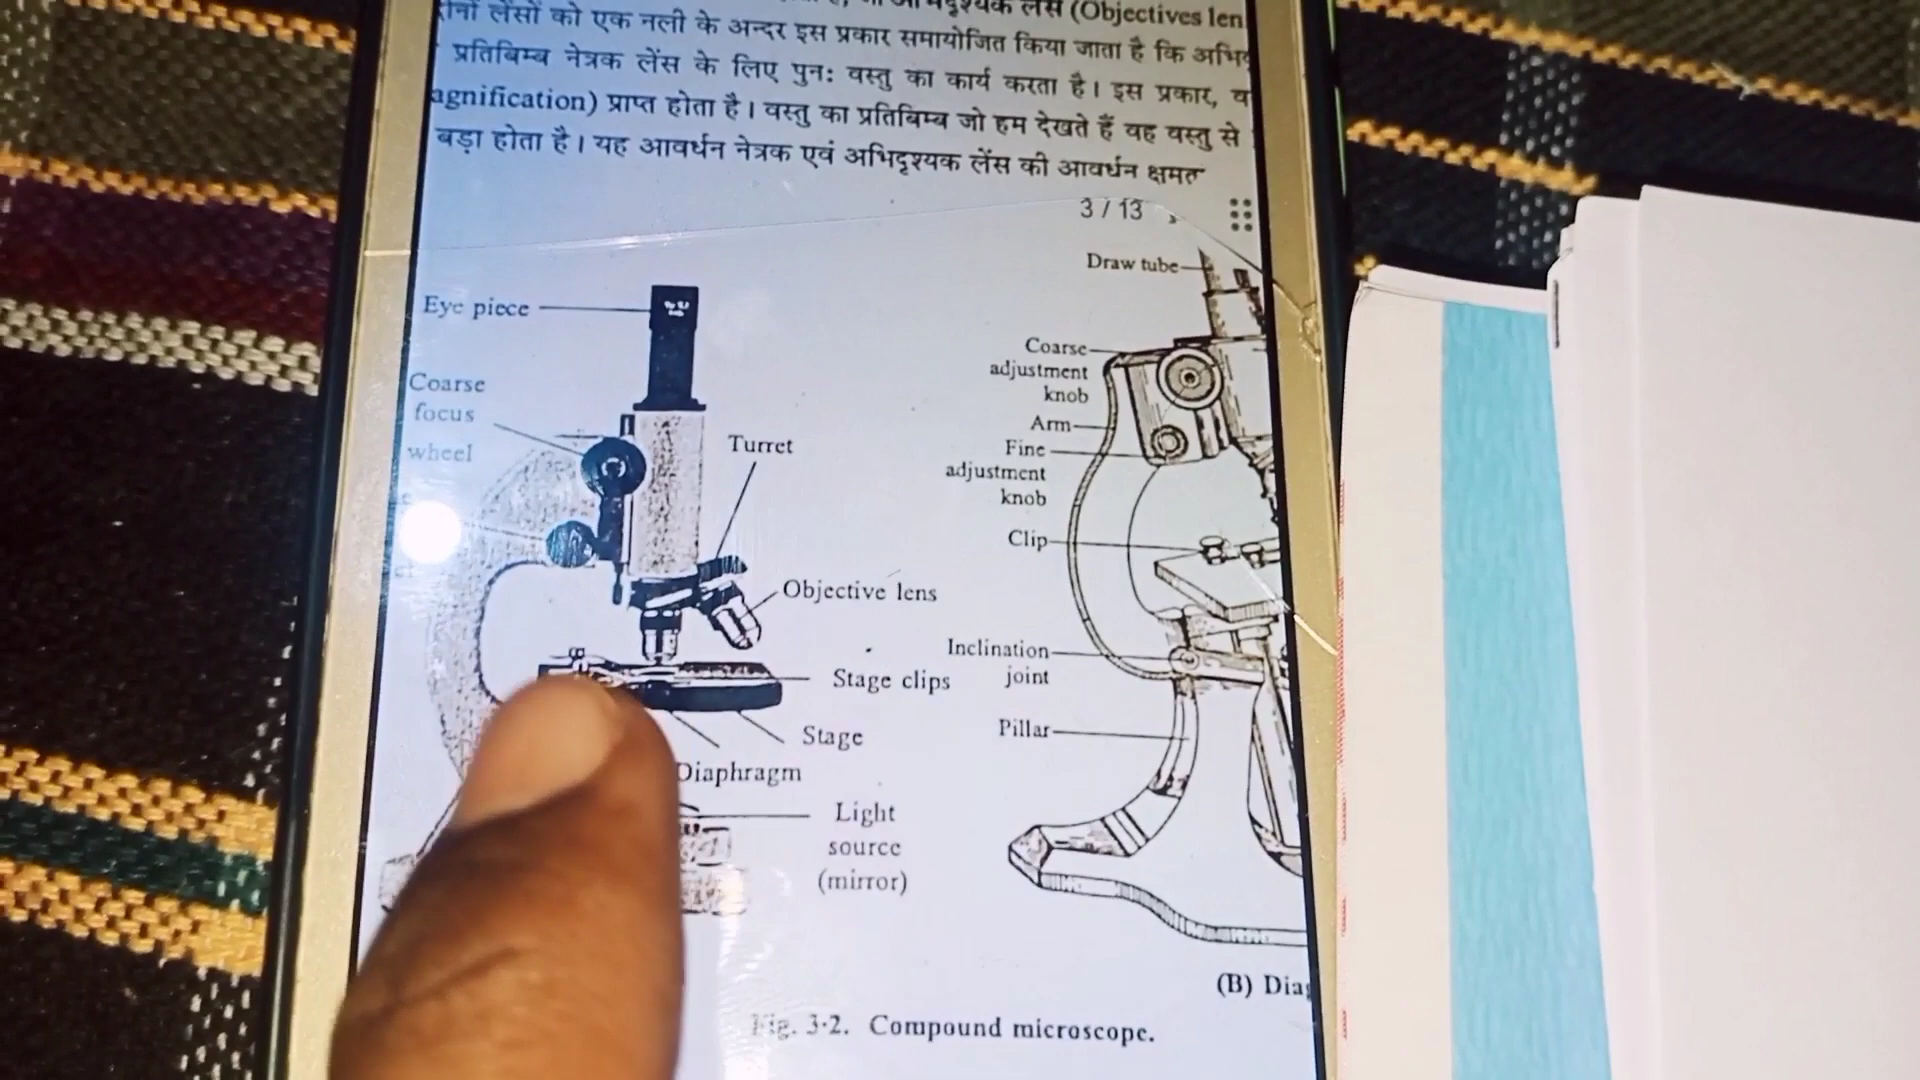 दोनों लेंसों को एक नली के अन्दर इस प्रकार समायोजित किया जाता है कि
प्रतिबिम्ब नेत्रक लेंस के लिए पुनः वस्तु का कार्य करता है। इस प्रकार,
agnification) प्राप्त होता है। वस्तु का प्रतिबिम्ब जो हम देखते हैं वह वस्तु से
बड़ा होता है। यह आवर्धन नेत्रक एवं अभिदृश्यक लेंस की आवर्धन
3 / 13
Draw tube
Eye piece
Coarse
focus
wheel
Turret
Objective lens
Stage clips
Stage
Diaphragm
Light
source
(mirror)
Coarse
adjustment
knob
Arm
Fine
adjustment
knob
Clip
Inclination
joint
Pillar
(B)
Fig. 3·2. Compound microscope.